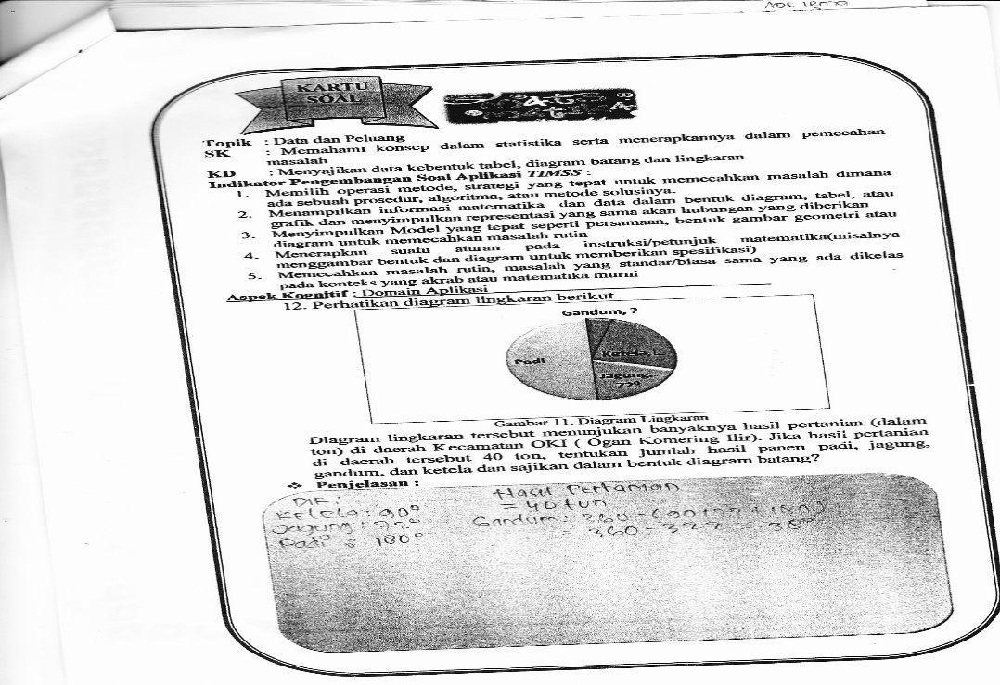 ADE IRMA
KARTU
SOAL
Topik : Data dan Peluang
SK : Memahami konsep dalam statistika serta menerapkannya dalam pemecahan
masalah
KD : Menyajikan data kebentuk tabel, diagram batang dan lingkaran
Indikator Pengembangan Soal Aplikasi TIMSS :
1. Memilih operasi metode, strategi yang tepat untuk memecahkan masalah dimana
ada sebuah prosedur, algoritma, atau metode solusinya.
2. Menampilkan informasi matematika dan data dalam bentuk diagram, tabel, atau
grafik dan menyimpulkan representasi yang sama akan hubungan yang diberikan
3. Menyimpulkan Model yang tepat seperti persamaan, bentuk gambar geometri atau
diagram untuk memecahkan masalah rutin
4. Menerapkan suatu aturan pada instruksi/petunjuk matematika(misalnya
menggambar bentuk dan diagram untuk memberikan spesifikasi)
5. Memecahkan masalah rutin, masalah yang standar/biasa sama yang ada dikelas
pada konteks yang akrab atau matematika murni
Aspek Kognitif : Domain Aplikasi
12. Perhatikan diagram lingkaran berikut.
Gandum, ?
Padi
Ketela,
Jagung,
Gambar 11. Diagram Lingkaran
Diagram lingkaran tersebut menunjukan banyaknya hasil pertanian (dalam
ton) di daerah Kecamatan OKI ( Ogan Komering Ilir). Jika hasil pertanian
di daerah tersebut 40 ton, tentukan jumlah hasil panen padi, jagung,
gandum, dan ketela dan sajikan dalam bentuk diagram batang?
❖ Penjelasan :
Dik :
Ketela : 90°
Jagung :
Padi : 180°
Hasil Pertanian
= 40 ton
Gandum : 360 -
= 360 -